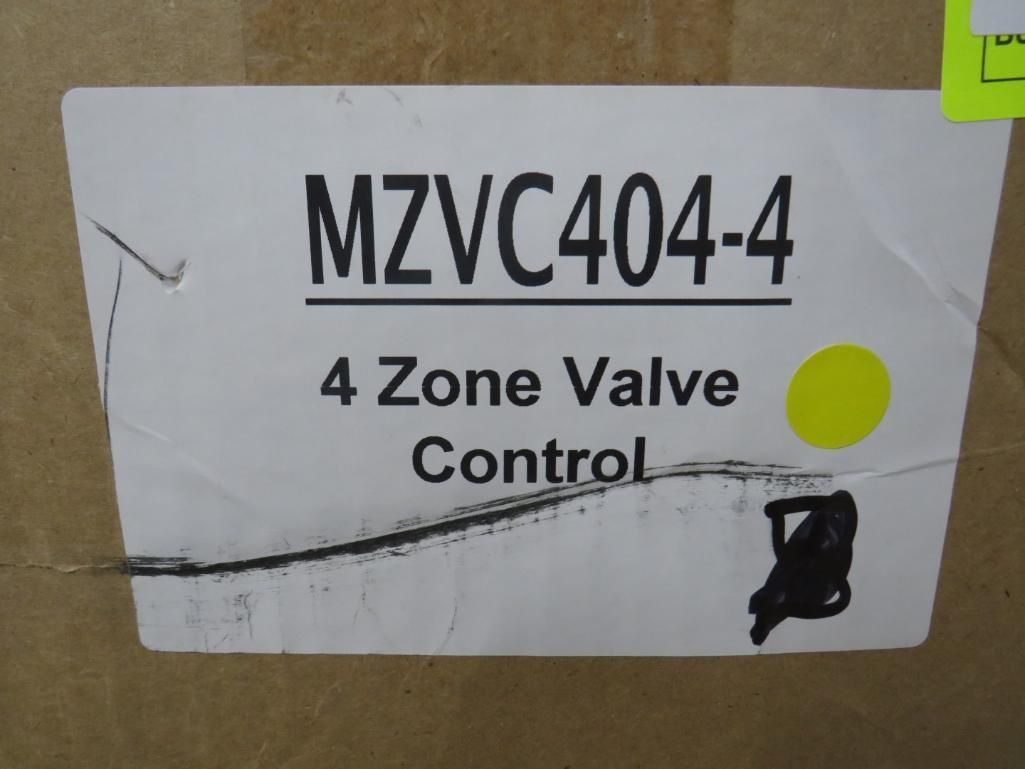 MZVC404-4
4 Zone Valve
Control